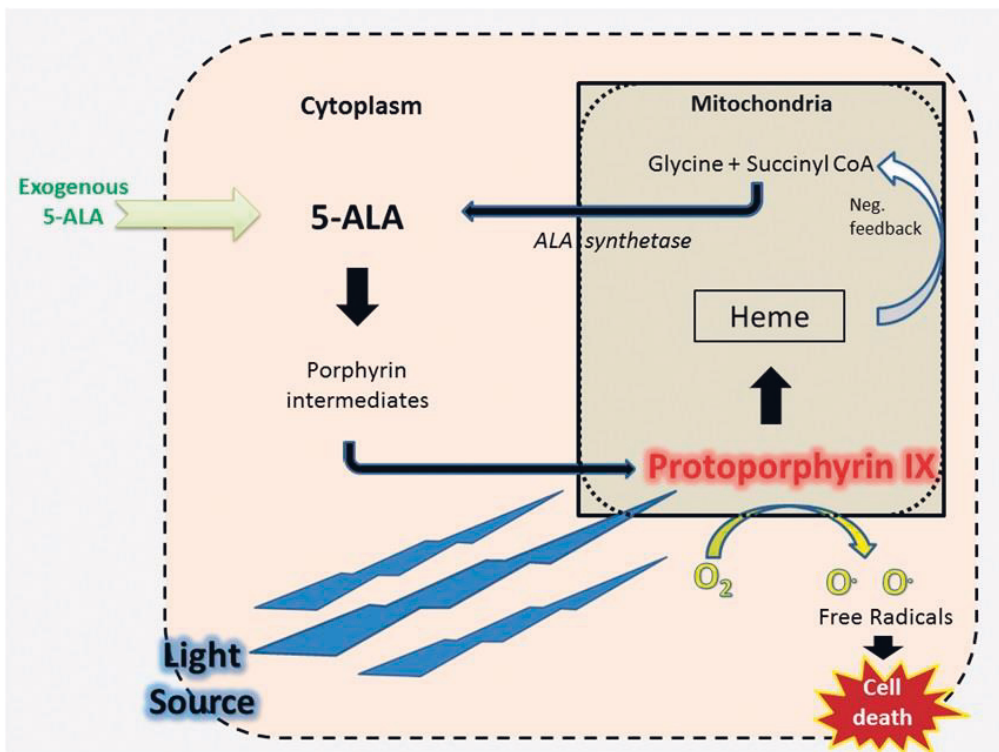 Cytoplasm
Mitochondria
Glycine + Succinyl CoA
Exogenous
5-ALA
5-ALA
ALA synthetase
Neg.
feedback
Heme
Porphyrin
intermediates
Protoporphyrin IX
O₂
O· O·
Free Radicals
Light
Source
Cell
death